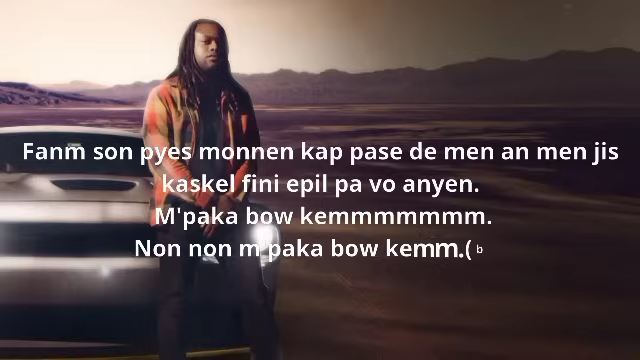 Fanm son pyes monnen kap pase de men an men jis
kaskel fini epil pa vo anyen.
M'paka bow kemmmmmmm.
Non non m'paka bow kemm.( b